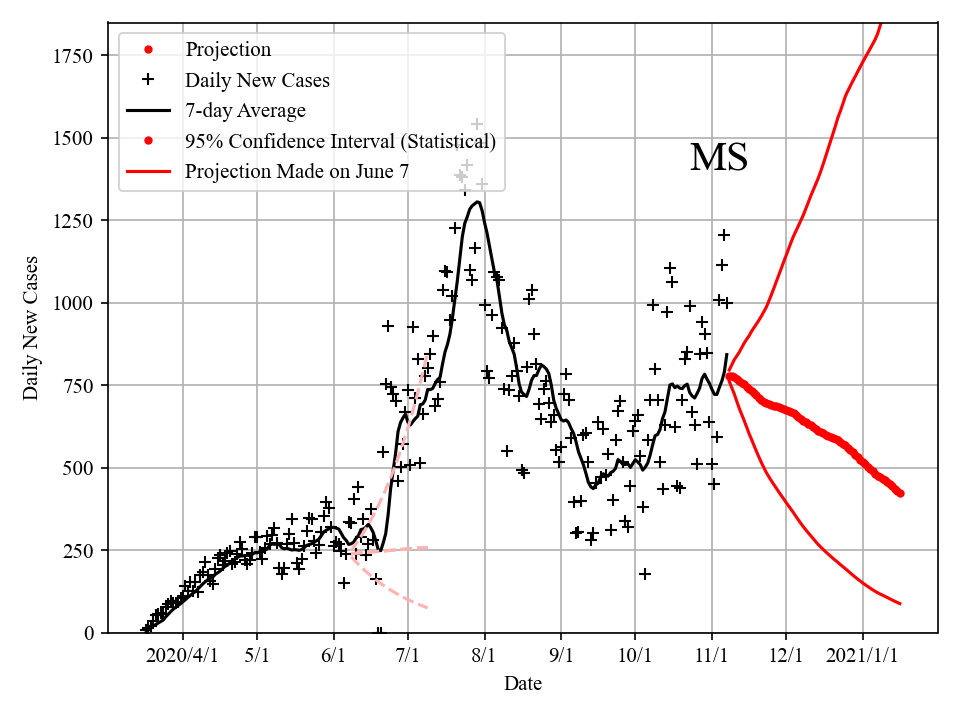 Projection
Daily New Cases
7-day Average
95% Confidence Interval (Statistical)
Projection Made on June 7
MS
Daily New Cases
1750
1500
1250
1000
750
500
250
0
2020/4/1 5/1 6/1 7/1 8/1 9/1 10/1 11/1 12/1 2021/1/1
Date